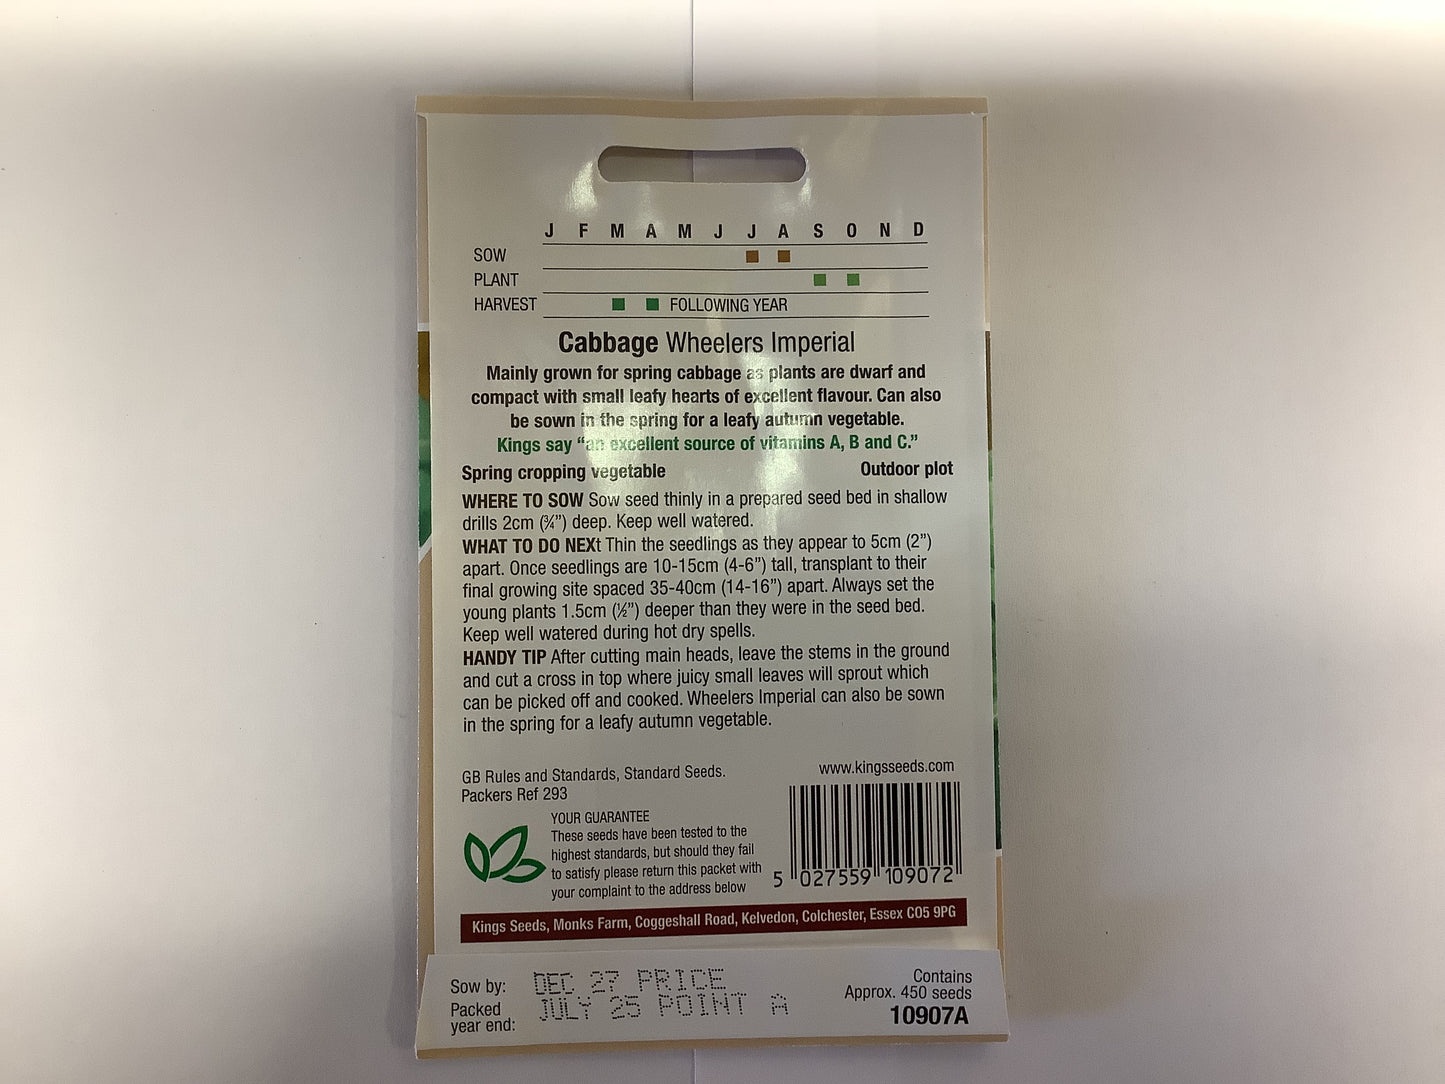 J F M A M J J A S O N D
SOW
PLANT
HARVEST FOLLOWING YEAR
Cabbage Wheelers Imperial
Mainly grown for spring cabbage as plants are dwarf and
compact with small leafy hearts of excellent flavour. Can also
be sown in the spring for a leafy autumn vegetable.
Kings say “an excellent source of vitamins A, B and C.”
Spring cropping vegetable Outdoor plot
WHERE TO SOW Sow seed thinly in a prepared seed bed in shallow
drills 2cm (¾”) deep. Keep well watered.
WHAT TO DO NEXt Thin the seedlings as they appear to 5cm (2”)
apart. Once seedlings are 10-15cm (4-6”) tall, transplant to their
final growing site spaced 35-40cm (14-16”) apart. Always set the
young plants 1.5cm (½”) deeper than they were in the seed bed.
Keep well watered during hot dry spells.
HANDY TIP After cutting main heads, leave the stems in the ground
and cut a cross in top where juicy small leaves will sprout which
can be picked off and cooked. Wheelers Imperial can also be sown
in the spring for a leafy autumn vegetable.
GB Rules and Standards, Standard Seeds.
Packers Ref 293
www.kingsseeds.com
YOUR GUARANTEE
These seeds have been tested to the
highest standards, but should they fail
to satisfy please return this packet with
your complaint to the address below
5 027559 109072
Kings Seeds, Monks Farm, Coggeshall Road, Kelvedon, Colchester, Essex CO5 9PG
Sow by: DEC 27 PRICE
Packed
year end: JULY 25 POINT A
Contains
Approx. 450 seeds
10907A